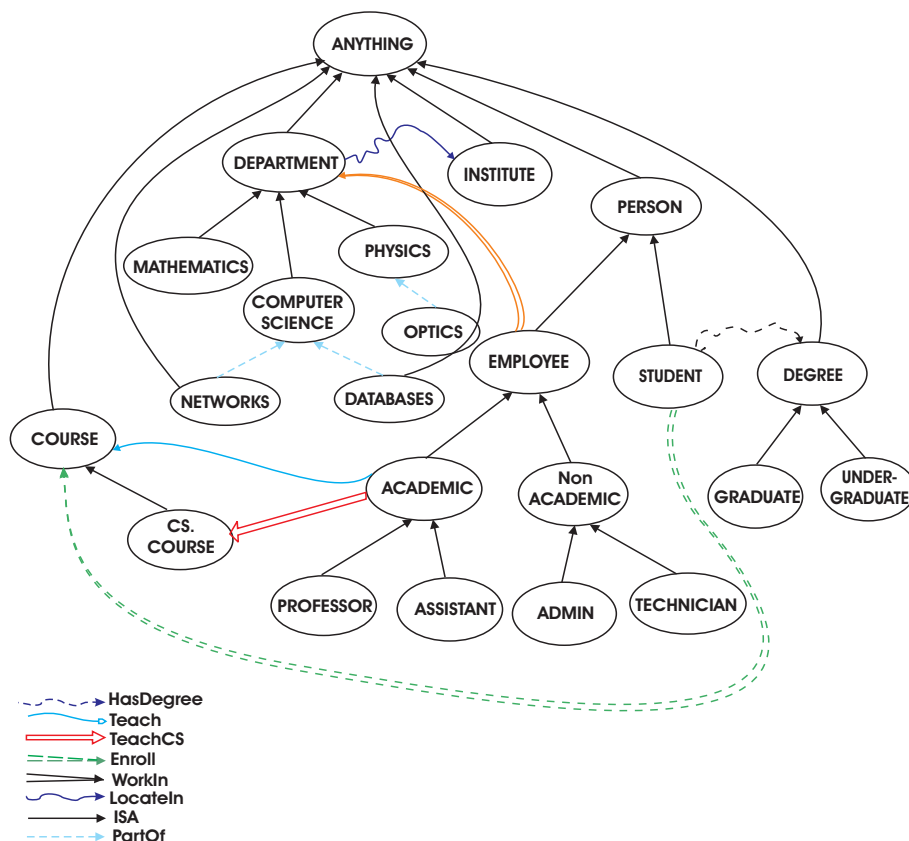 ANYTHING
DEPARTMENT
INSTITUTE
PERSON
MATHEMATICS
PHYSICS
COMPUTER
SCIENCE
OPTICS
EMPLOYEE
STUDENT
DEGREE
NETWORKS
DATABASES
COURSE
ACADEMIC
Non
ACADEMIC
GRADUATE
UNDER-
GRADUATE
CS.
COURSE
PROFESSOR
ASSISTANT
ADMIN
TECHNICIAN
HasDegree
Teach
TeachCS
Enroll
WorkIn
LocateIn
ISA
PartOf